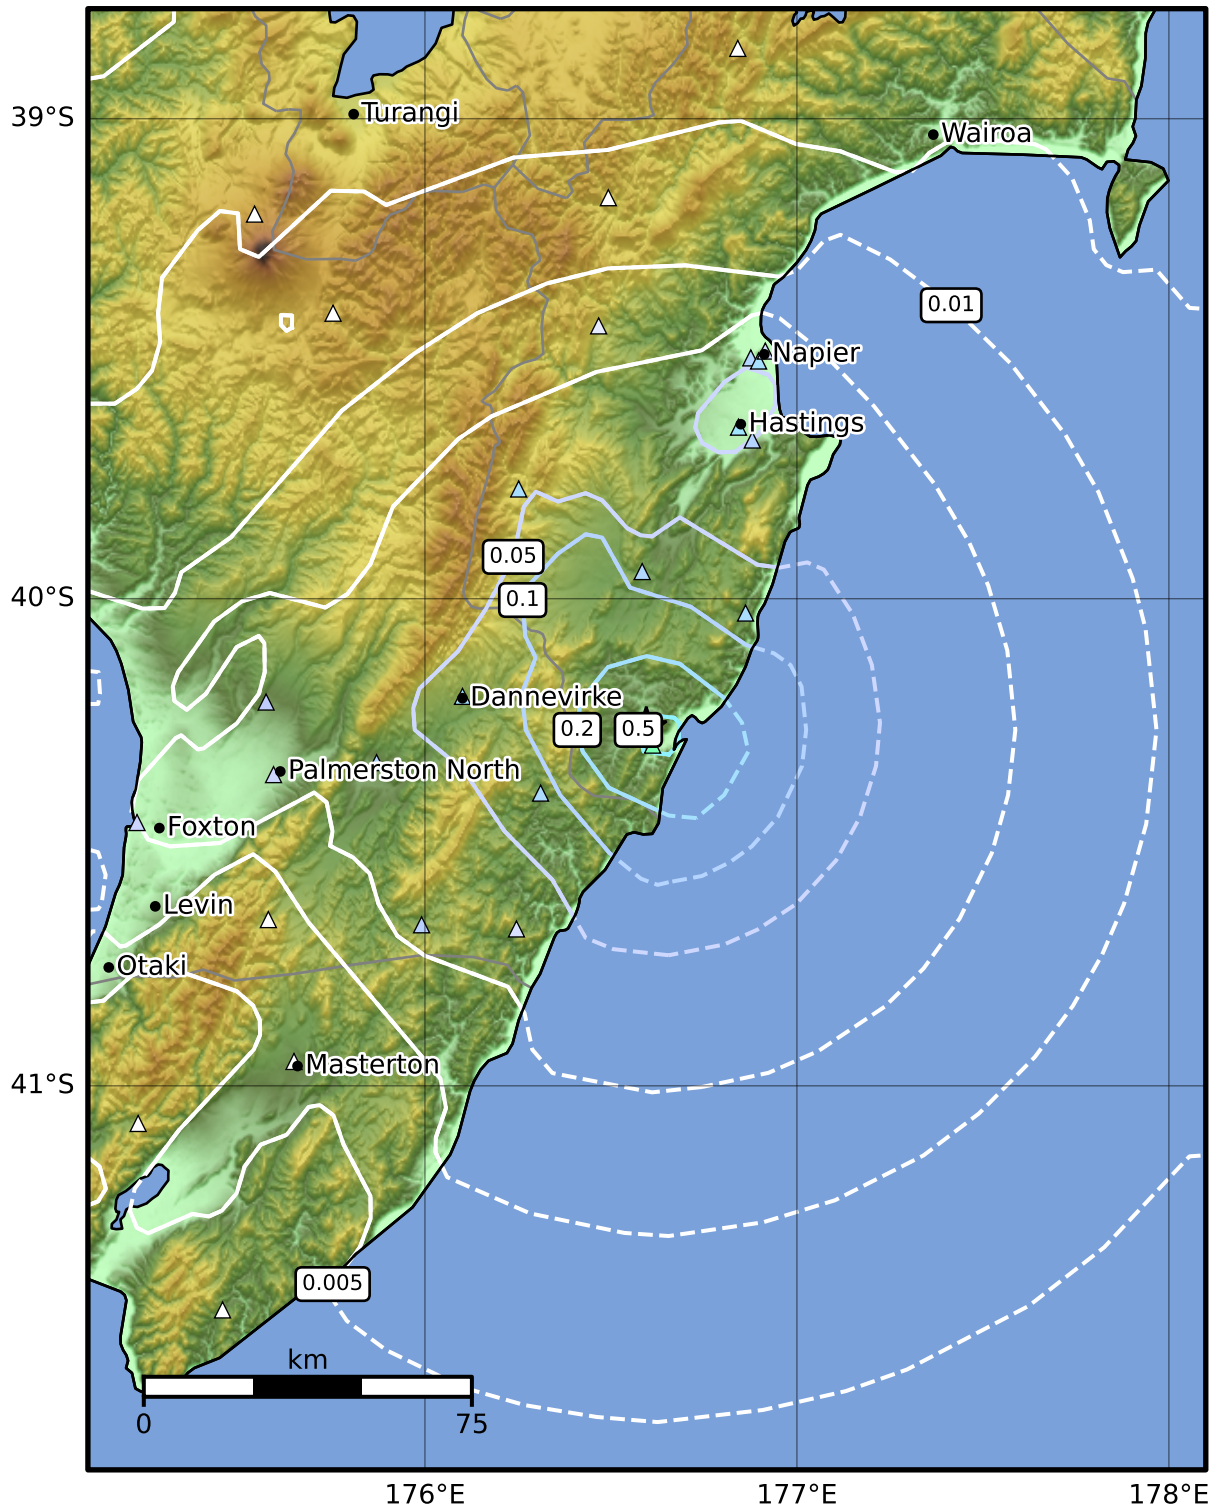 39°S
Turangi
Wairoa
0.01
Napier
Hastings
0.05
40°S
0.1
Dannevirke
0.2
0.5
Palmerston North
Foxton
Levin
Otaki
Masterton
41°S
0.005
km
0
75
176°E
177°E
178°E